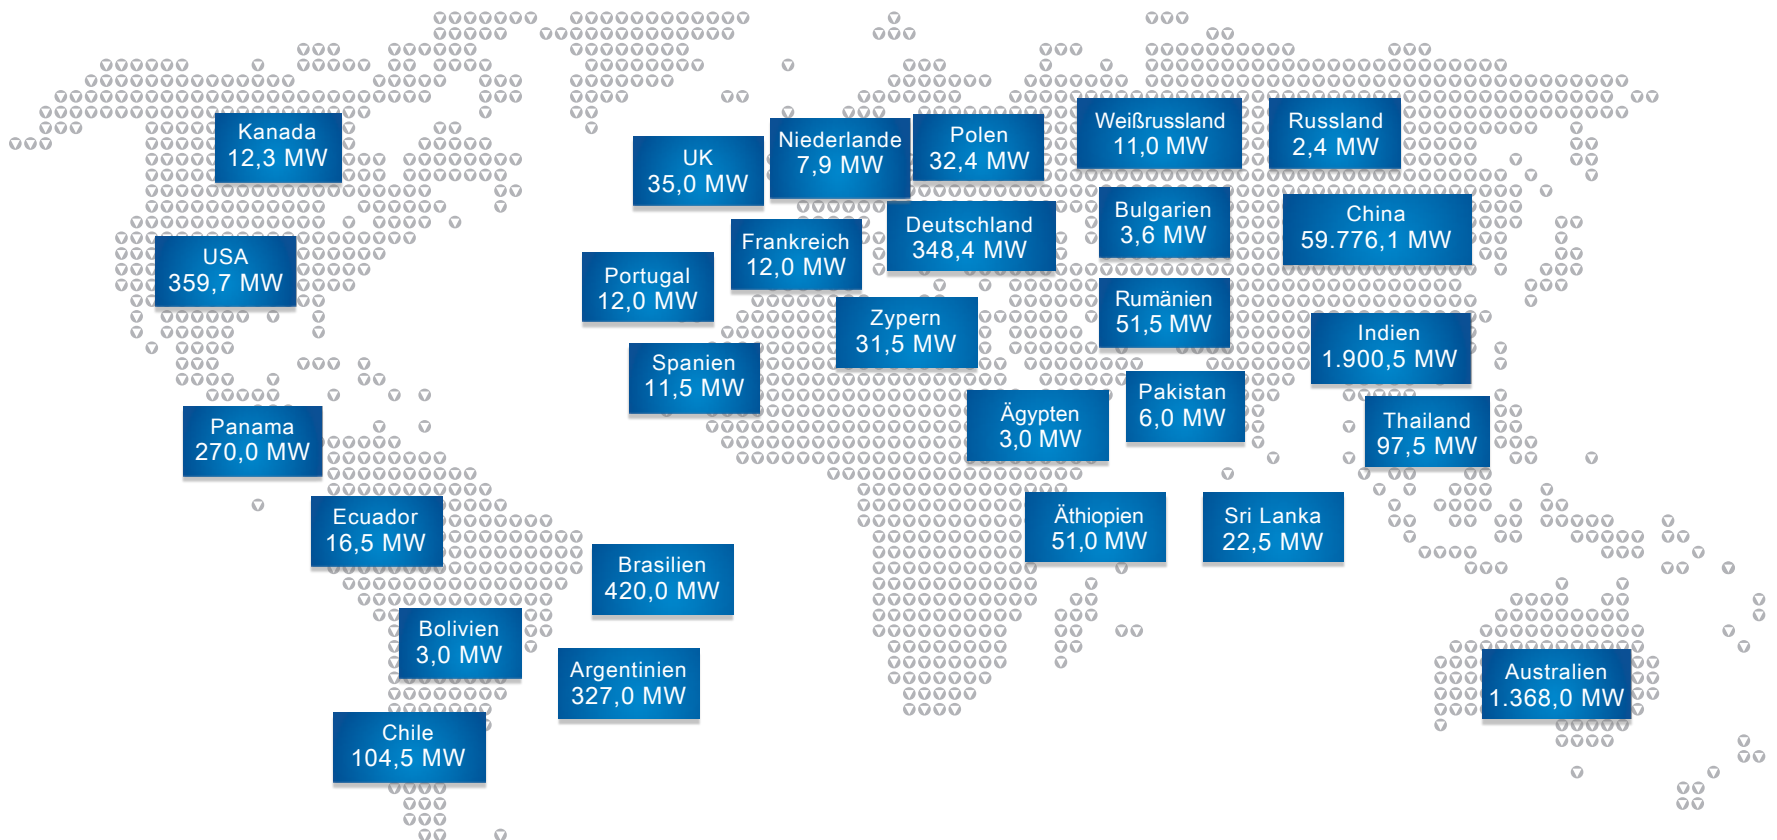 Kanada
12,3 MW
UK
35,0 MW
Niederlande
7,9 MW
Polen
32,4 MW
Weißrussland
11,0 MW
Russland
2,4 MW
USA
359,7 MW
Portugal
12,0 MW
Frankreich
12,0 MW
Deutschland
348,4 MW
Bulgarien
3,6 MW
China
59.776,1 MW
Zypern
31,5 MW
Rumänien
51,5 MW
Indien
1.900,5 MW
Spanien
11,5 MW
Ägypten
3,0 MW
Pakistan
6,0 MW
Thailand
97,5 MW
Panama
270,0 MW
Ecuador
16,5 MW
Äthiopien
51,0 MW
Sri Lanka
22,5 MW
Brasilien
420,0 MW
Bolivien
3,0 MW
Argentinien
327,0 MW
Australien
1.368,0 MW
Chile
104,5 MW